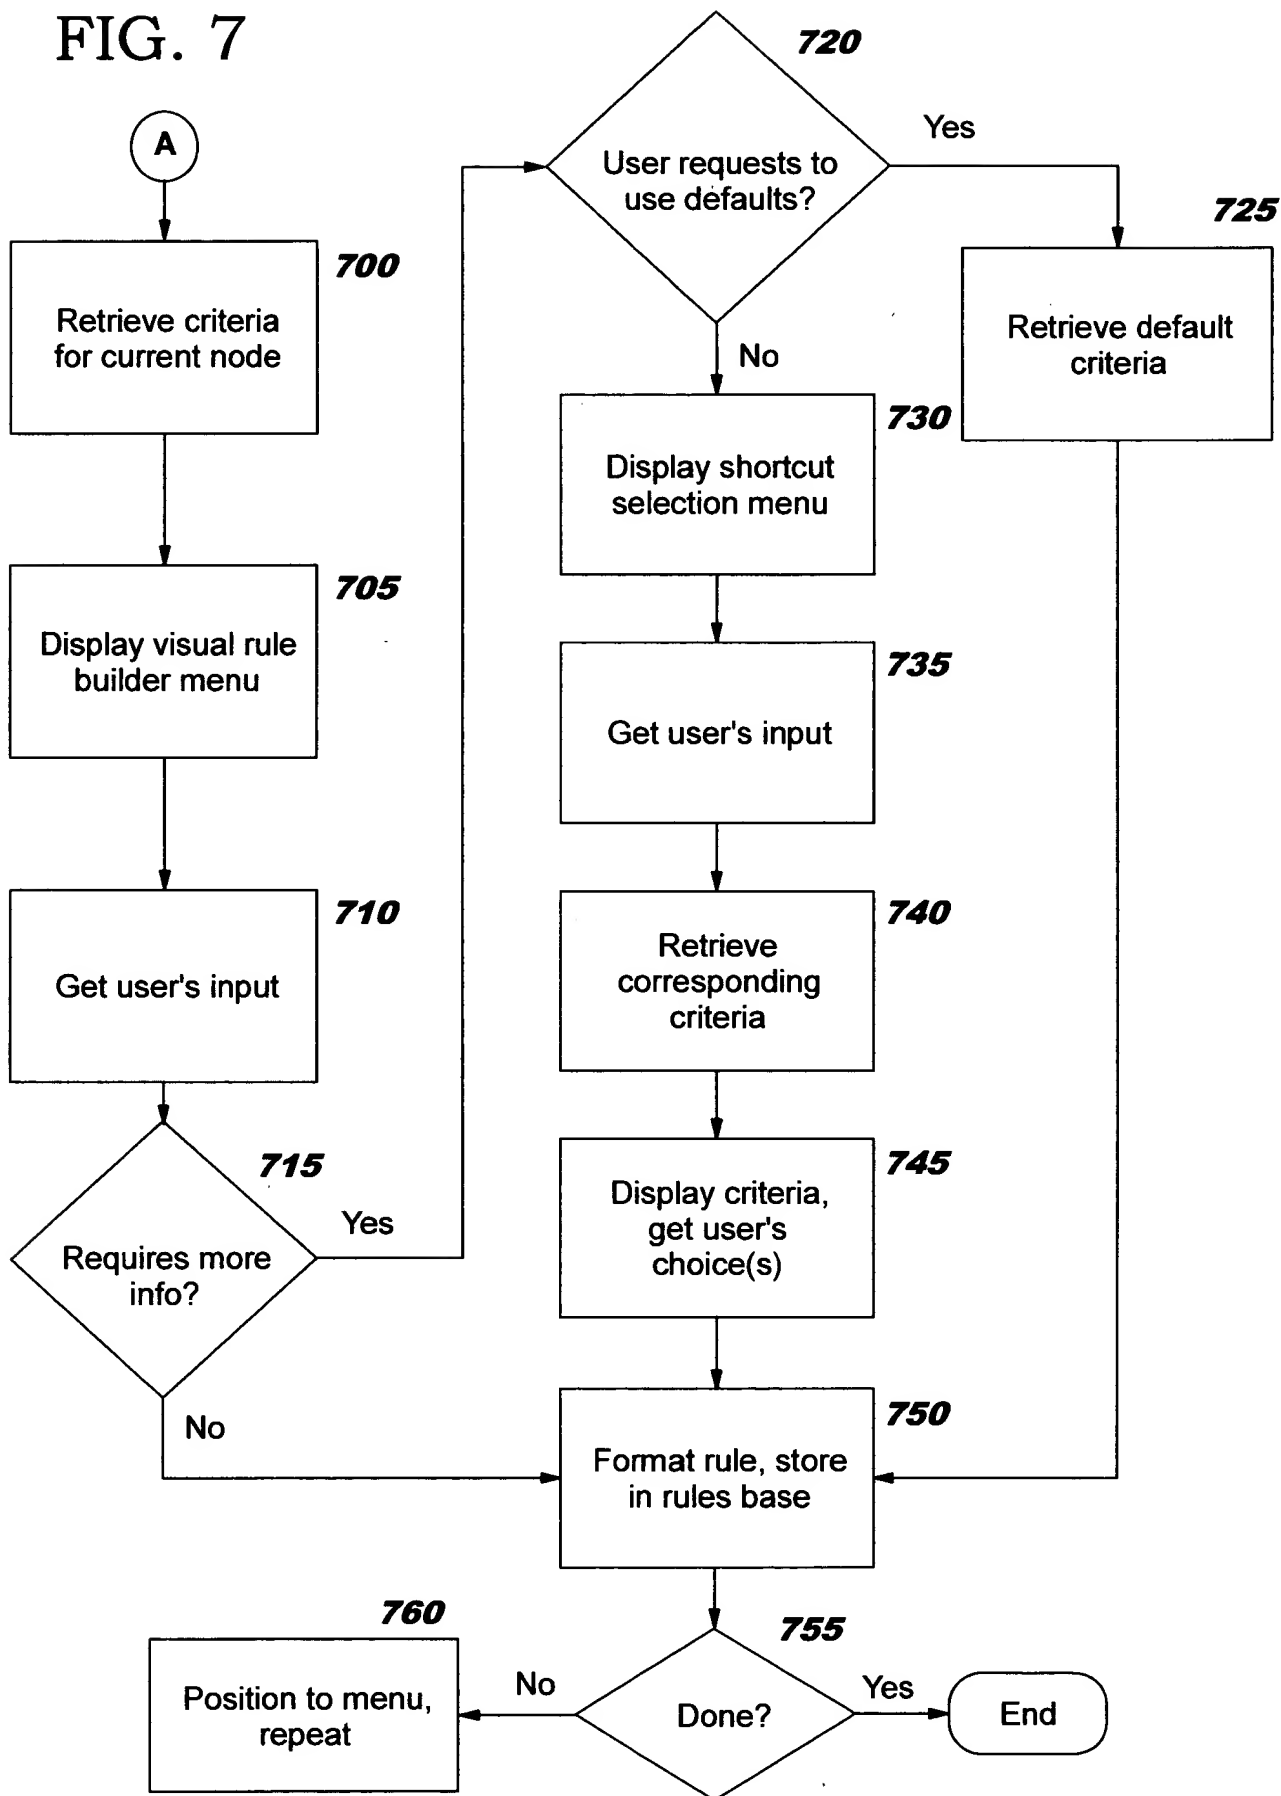 FIG. 7
A
700
Retrieve criteria
for current node
705
Display visual rule
builder menu
710
Get user's input
715
Requires more
info?
Yes
No
720
User requests to
use defaults?
Yes
No
725
Retrieve default
criteria
730
Display shortcut
selection menu
735
Get user's input
740
Retrieve
corresponding
criteria
745
Display criteria,
get user's
choice(s)
750
Format rule, store
in rules base
755
Done?
No
Yes
760
Position to menu,
repeat
End